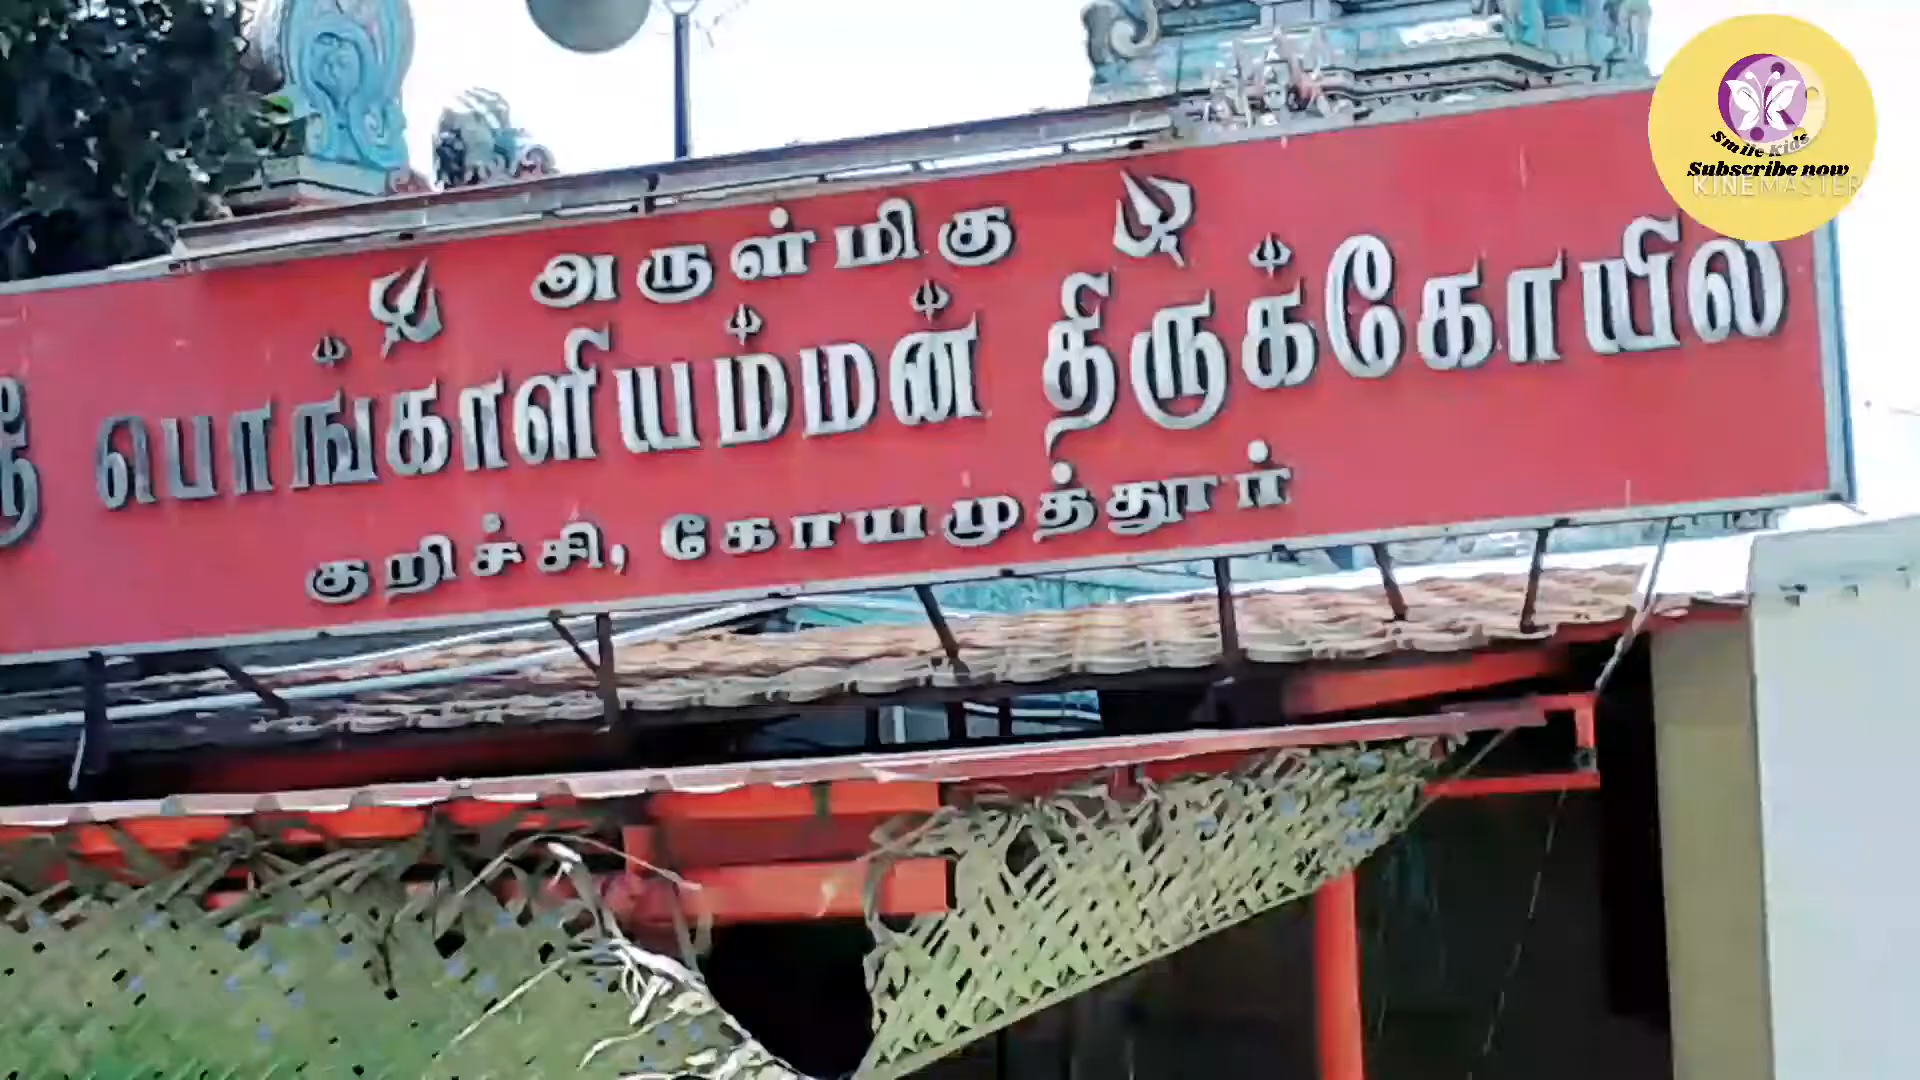 அருள்மிகு
ஸ்ரீ பொங்காளியம்மன் திருக்கோயில்
குறிச்சி, கோயமுத்தூர்
Smile Kids
Subscribe now
KINEMASTER